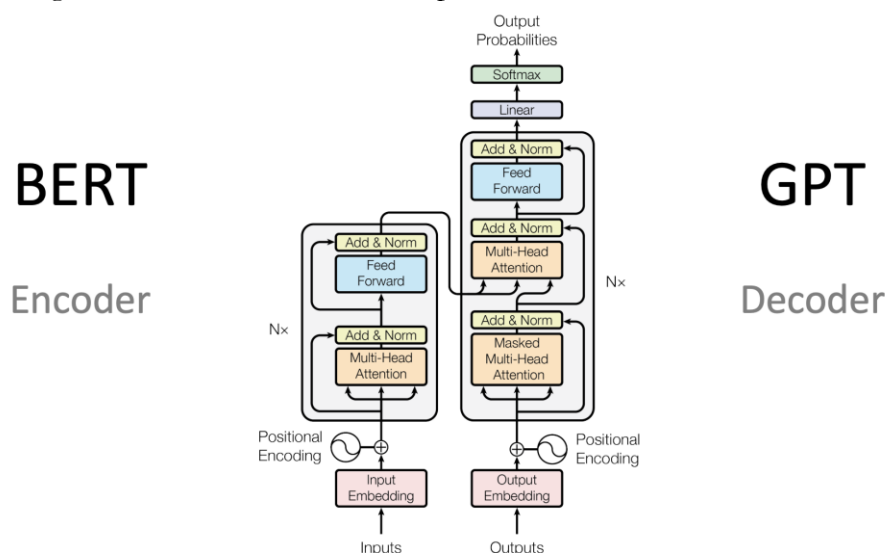 Output
Probabilities
Softmax
Linear
Add & Norm
Feed
Forward
Add & Norm
Multi-Head
Attention
Nx
Add & Norm
Masked
Multi-Head
Attention
Positional
Encoding
Output
Embedding
Outputs
BERT
Encoder
Add & Norm
Feed
Forward
Nx
Add & Norm
Multi-Head
Attention
Positional
Encoding
Input
Embedding
Inputs
GPT
Decoder